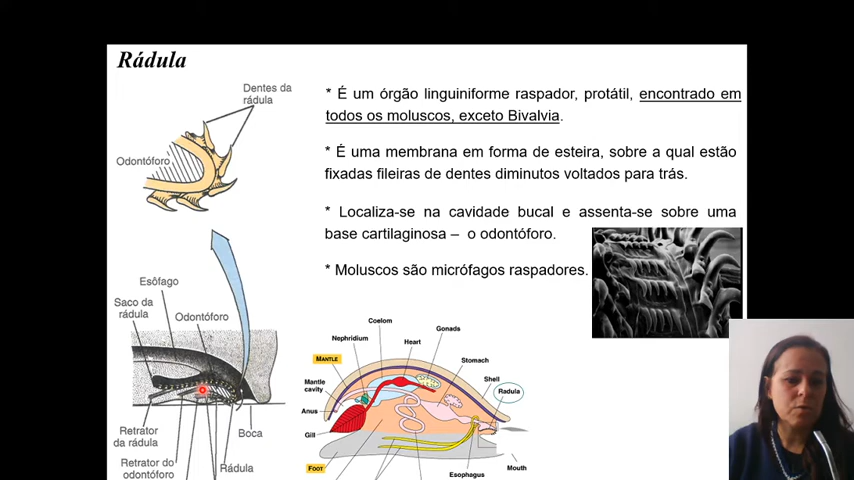 Rádula
Dentes da
rádula
Odontóforo
* É um órgão linguiniforme raspador, protátil, encontrado em
todos os moluscos, exceto Bivalvia.
* É uma membrana em forma de esteira, sobre a qual estão
fixadas fileiras de dentes diminutos voltados para trás.
* Localiza-se na cavidade bucal e assenta-se sobre uma
base cartilaginosa – o odontóforo.
* Moluscos são micrófagos raspadores.
Esôfago
Saco da
rádula
Odontóforo
Retrator
da rádula
Boca
Retrator do
odontóforo
Rádula
Coelom
Nephridium
Heart
Gonads
MANTLE
Stomach
Mantle
cavity
Shell
Radula
Anus
Gill
FOOT
Esophagus
Mouth